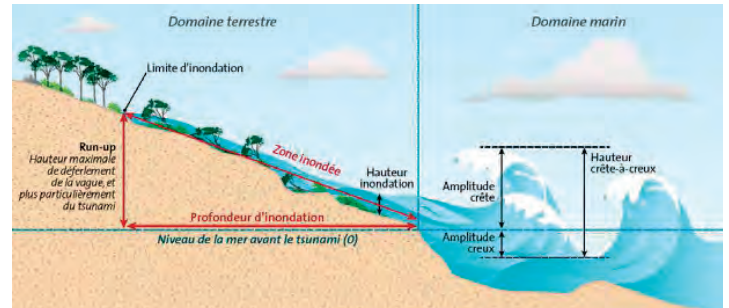 Domaine terrestre
Domaine marin
Limite d'inondation
Run-up
Hauteur maximale
de déferlement
de la vague, et
plus particulièrement
du tsunami
Zone inondée
Hauteur
inondation
Profondeur d'inondation
Niveau de la mer avant le tsunami (0)
Amplitude
crête
Hauteur
crête-à-creux
Amplitude
creux